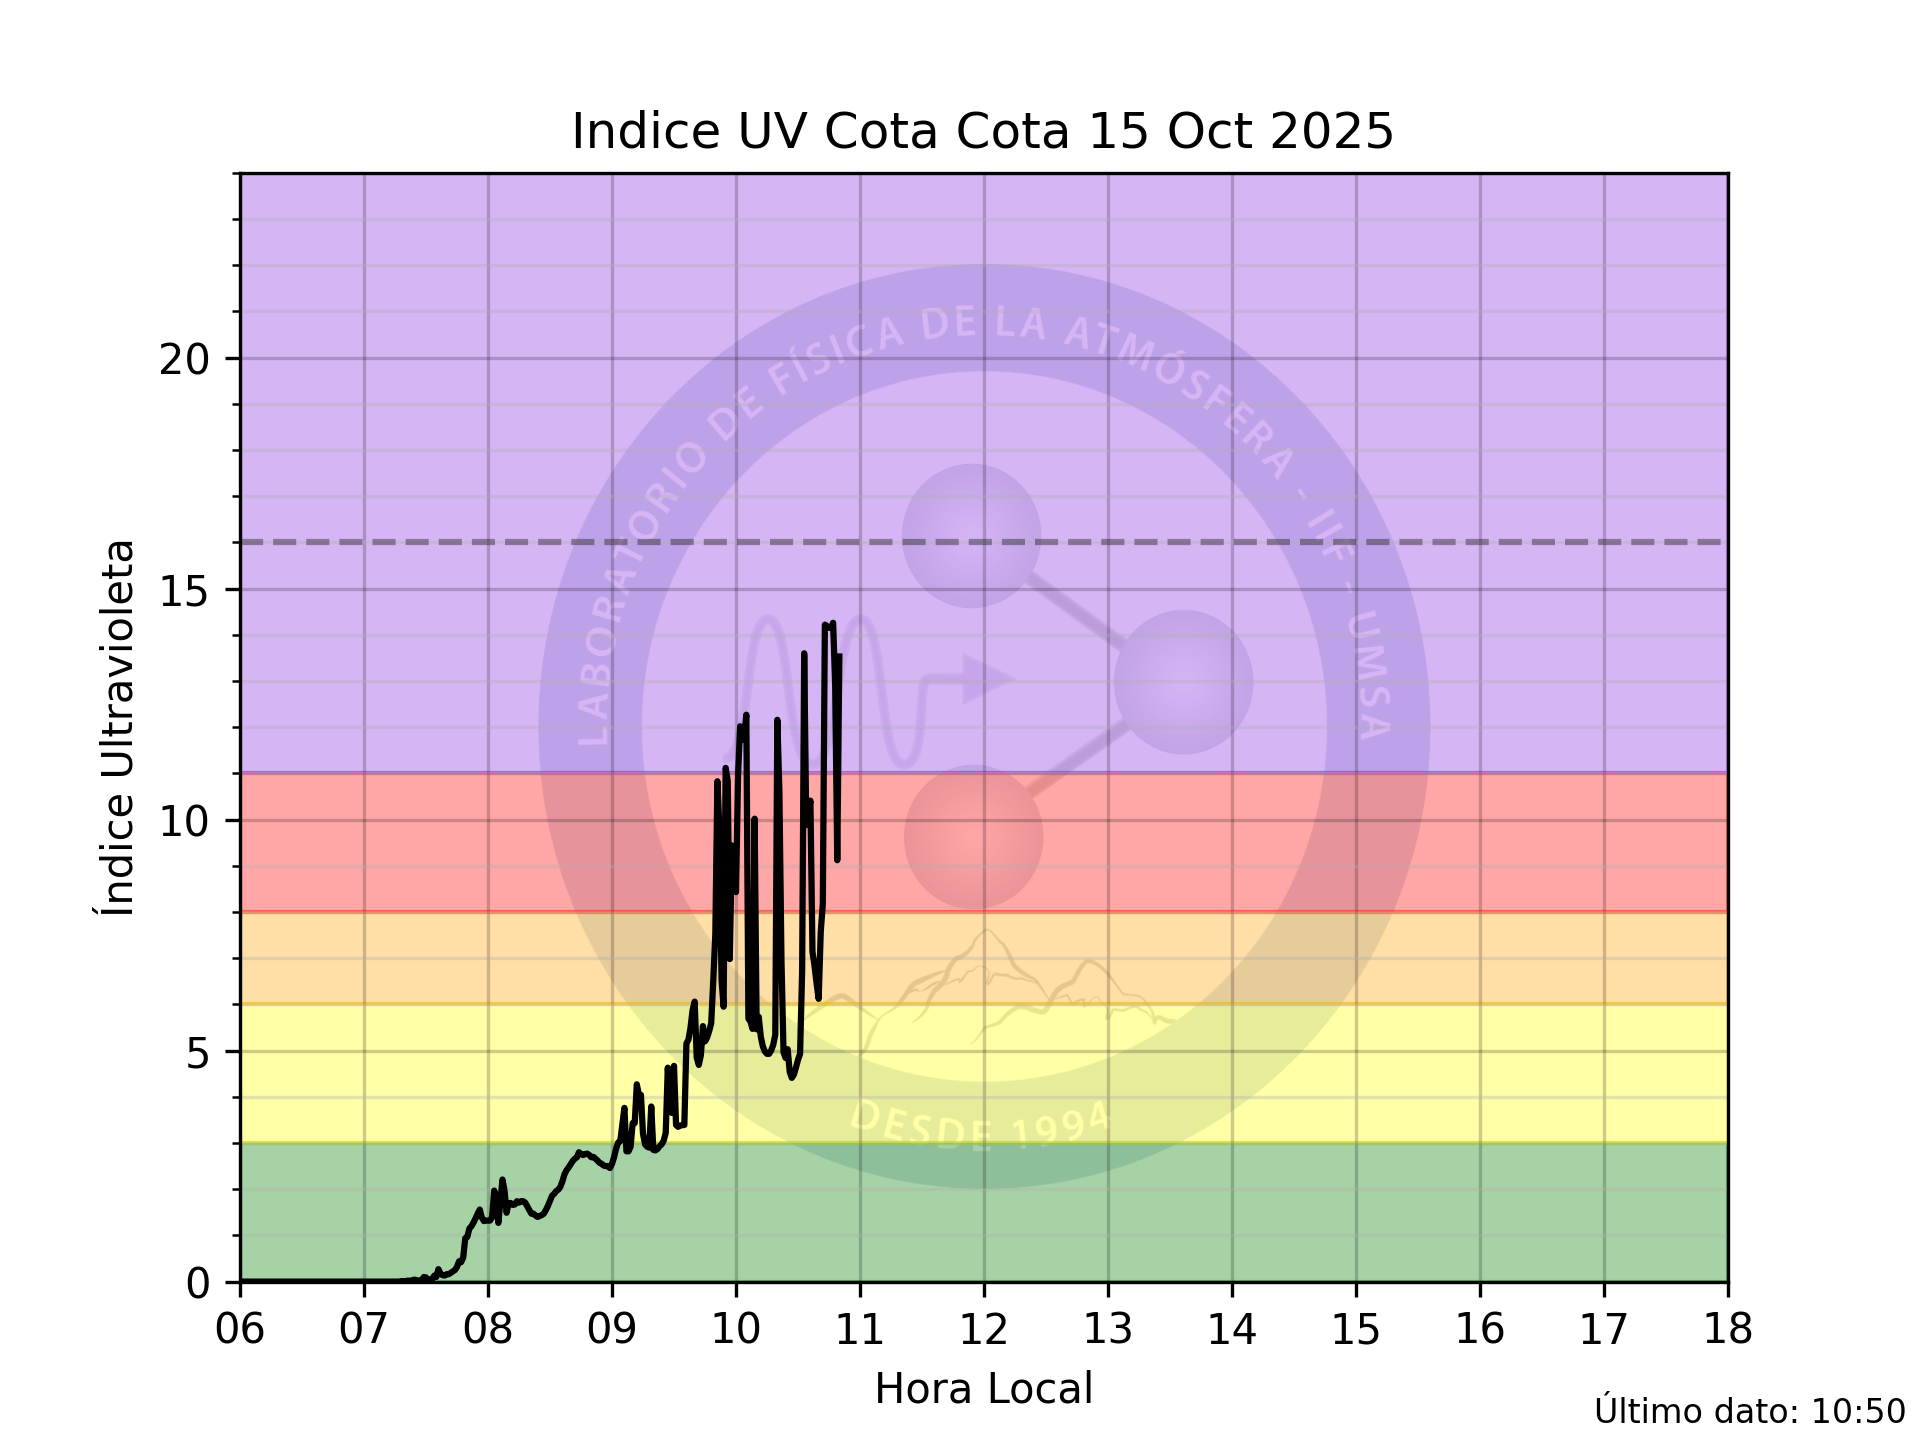 Indice UV Cota Cota 15 Oct 2025
Índice Ultravioleta
20
15
10
5
0
LABORATORIO DE FÍSICA DE LA ATMÓSFERA - IIF - UMSA
DESDE 1994
06 07 08 09 10 11 12 13 14 15 16 17 18
Hora Local
Último dato: 10:50